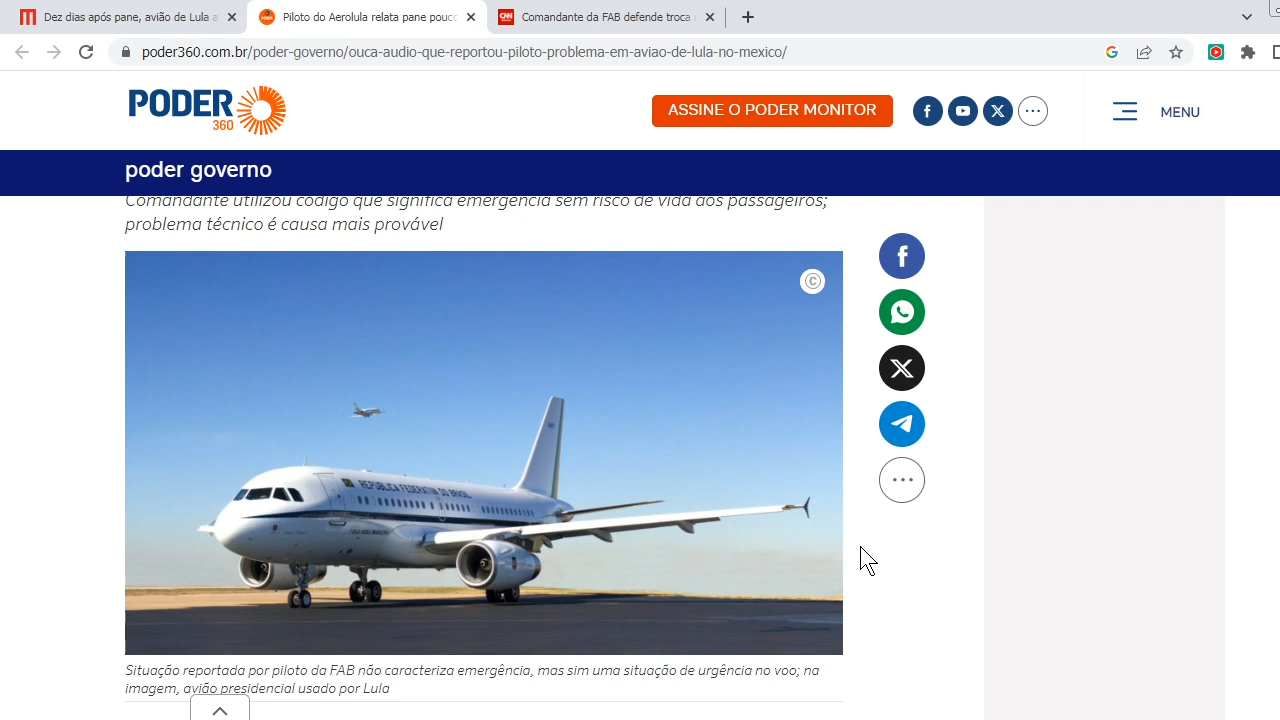 Dez dias após pane, avião de Lula a
Piloto do Aerolula relata pane pouc
CNN
Comandante da FAB defende troca
poder360.com.br/poder-governo/ouca-audio-que-reportou-piloto-problema-em-aviao-de-lula-no-mexico/
PODER
360
ASSINE O PODER MONITOR
MENU
poder governo
Comandante utilizou código que significa emergência sem risco de vida aos passageiros;
problema técnico é causa mais provável
REPÚBLICA FEDERATIVA DO BRASIL
Situação reportada por piloto da FAB não caracteriza emergência, mas sim uma situação de urgência no voo; na
imagem, avião presidencial usado por Lula